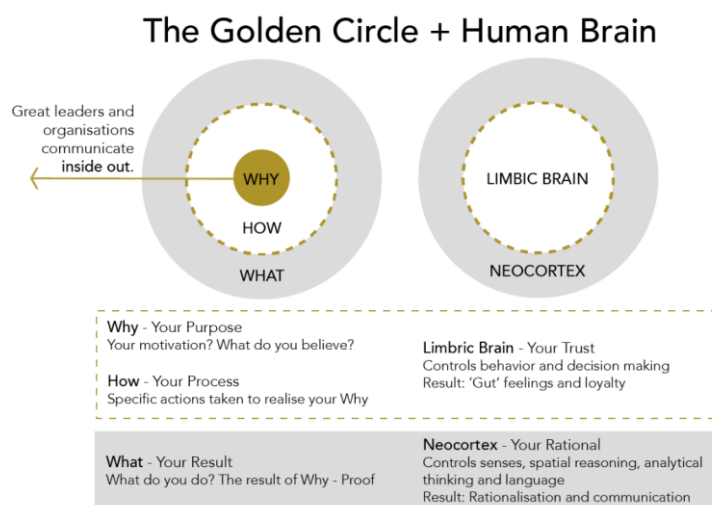 The Golden Circle + Human Brain
Great leaders and
organisations
communicate
inside out.
WHY
HOW
WHAT
LIMBIC BRAIN
NEOCORTEX
Why - Your Purpose
Your motivation? What do you believe?
How - Your Process
Specific actions taken to realise your Why
Limbric Brain - Your Trust
Controls behavior and decision making
Result: ‘Gut’ feelings and loyalty
What - Your Result
What do you do? The result of Why - Proof
Neocortex - Your Rational
Controls senses, spatial reasoning, analytical
thinking and language
Result: Rationalisation and communication